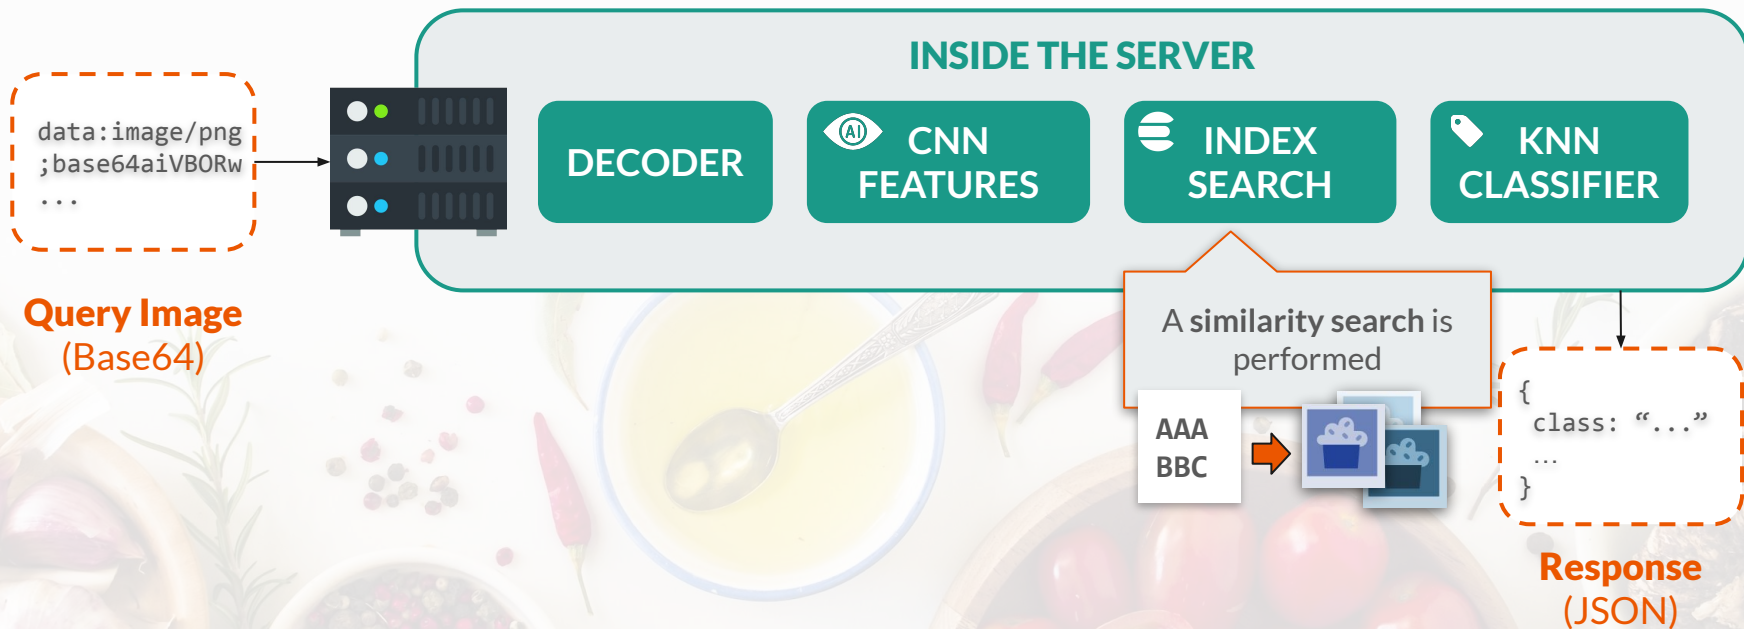 INSIDE THE SERVER
data:image/png
;base64aiVBORw
...
DECODER
AI
CNN
FEATURES
INDEX
SEARCH
KNN
CLASSIFIER
Query Image
(Base64)
A similarity search is
performed
AAA
BBC
{
class: “...”
...
}
Response
(JSON)